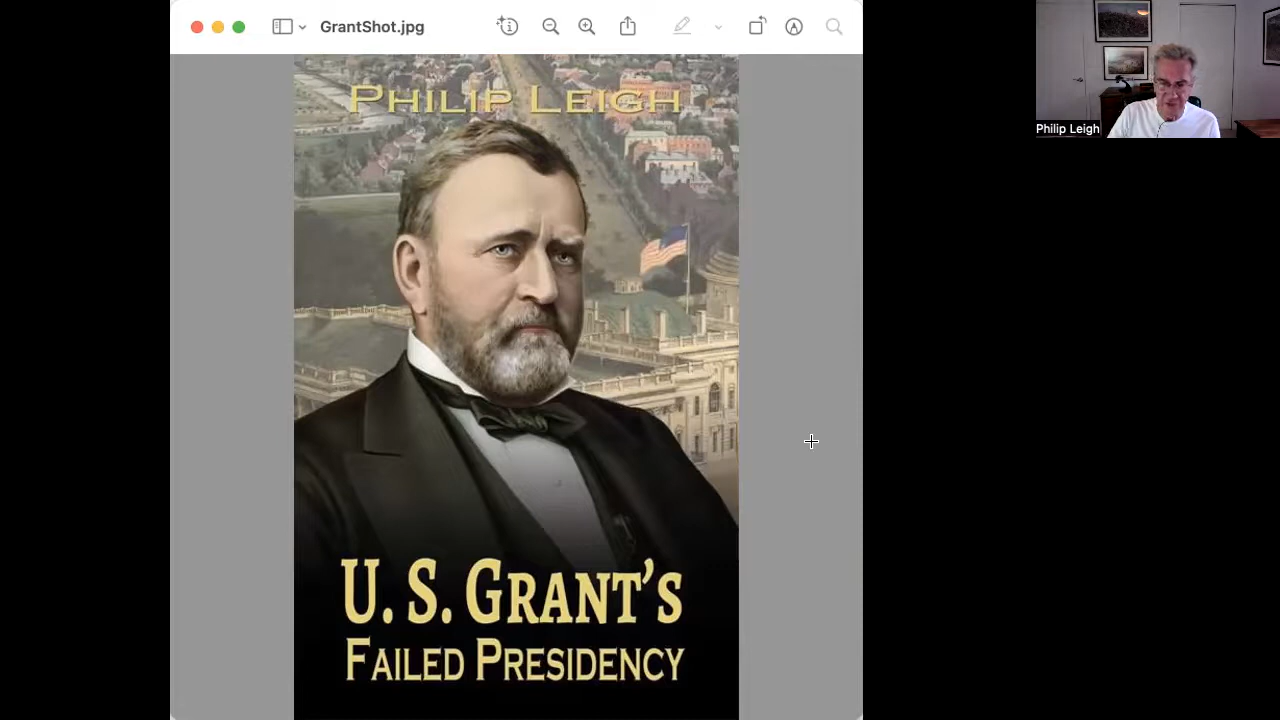 GrantShot.jpg
PHILIP LEIGH
U. S. GRANT'S
FAILED PRESIDENCY
Philip Leigh